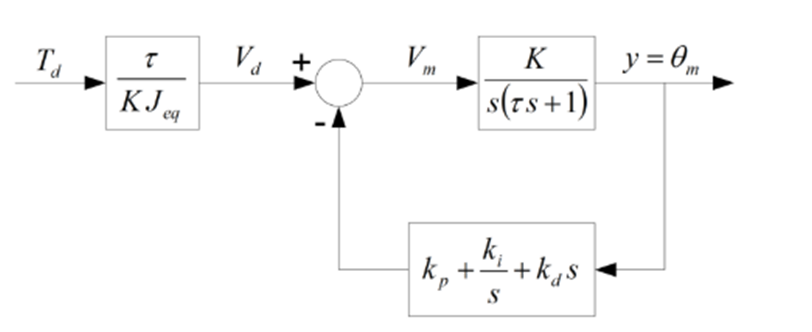 T_d
τ
K J_eq
V_d
+
-
V_m
K
s(τs+1)
y = θ_m
k_p + k_i/s + k_d s